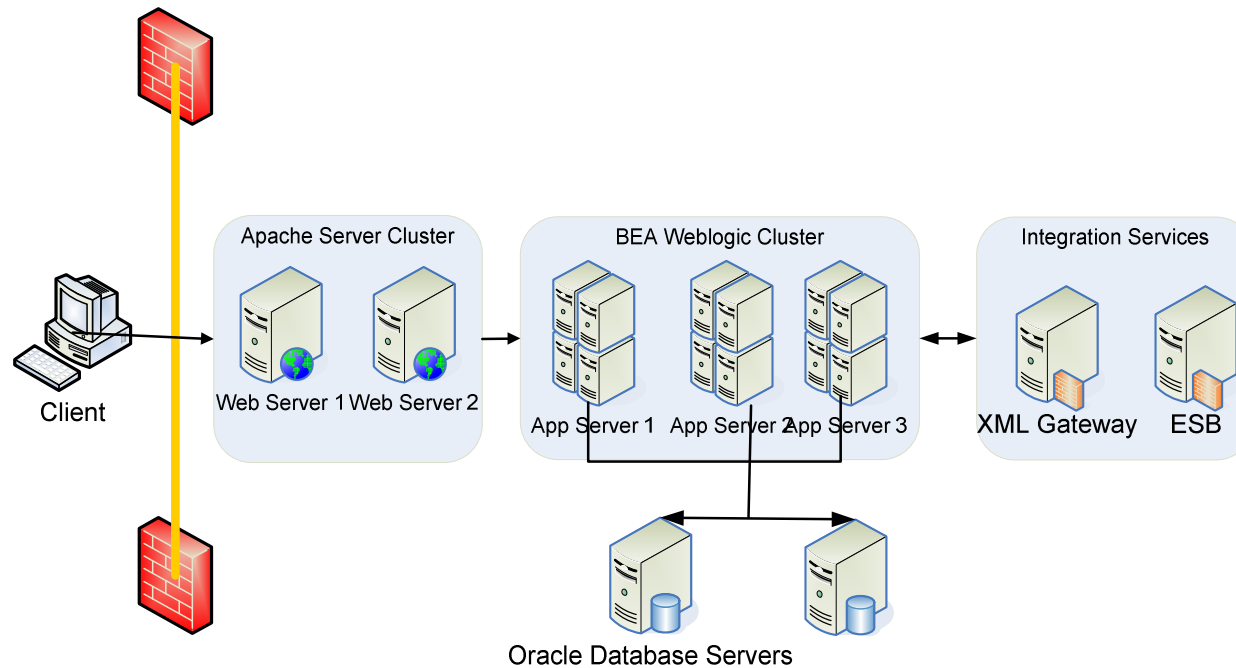 Apache Server Cluster
BEA Weblogic Cluster
Integration Services
Client
Web Server 1
Web Server 2
App Server 1
App Server 2
App Server 3
XML Gateway
ESB
Oracle Database Servers